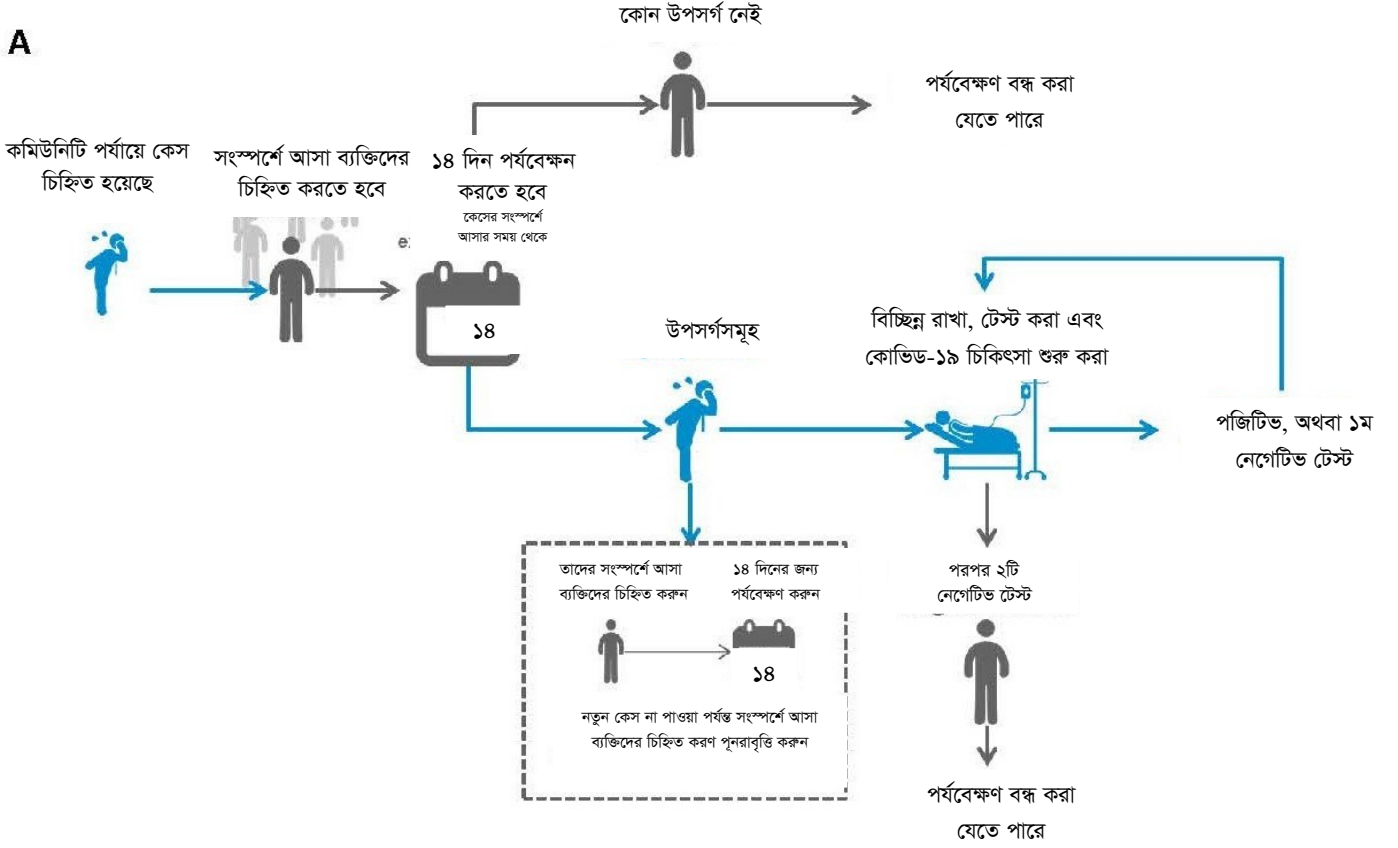 A
কোন উপসর্গ নেই
পর্যবেক্ষণ বন্ধ করা
যেতে পারে
কমিউনিটি পর্যায়ে কেস
চিহ্নিত হয়েছে
সংস্পর্শে আসা ব্যক্তিদের
চিহ্নিত করতে হবে
১৪ দিন পর্যবেক্ষন
করতে হবে
কেসের সংস্পর্শে
আসার সময় থেকে
১৪
উপসর্গসমূহ
বিচ্ছিন্ন রাখা, টেস্ট করা এবং
কোভিড-১৯ চিকিৎসা শুরু করা
পজিটিভ, অথবা ১ম
নেগেটিভ টেস্ট
তাদের সংস্পর্শে আসা
ব্যক্তিদের চিহ্নিত করুন
১৪ দিনের জন্য
পর্যবেক্ষণ করুন
১৪
নতুন কেস না পাওয়া পর্যন্ত সংস্পর্শে আসা
ব্যক্তিদের চিহ্নিত করণ পূনরাবৃত্তি করুন
পরপর ২টি
নেগেটিভ টেস্ট
পর্যবেক্ষণ বন্ধ করা
যেতে পারে